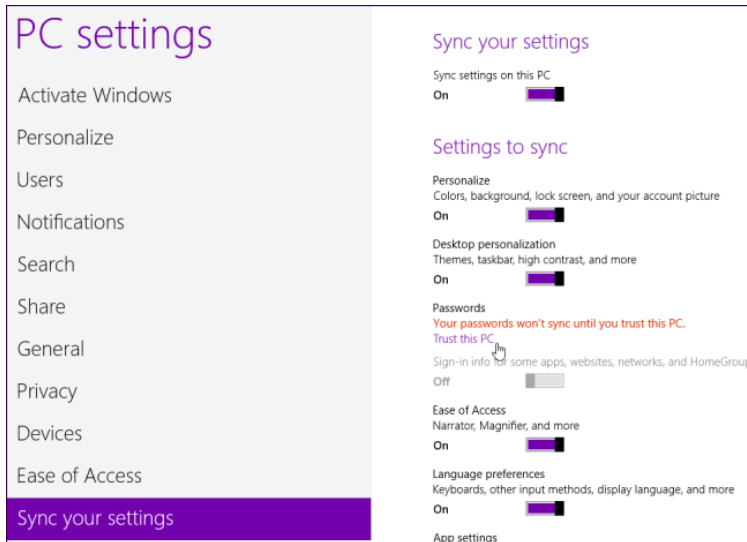 PC settings
Activate Windows
Personalize
Users
Notifications
Search
Share
General
Privacy
Devices
Ease of Access
Sync your settings
Sync your settings
Sync settings on this PC
On
Settings to sync
Personalize
Colors, background, lock screen, and your account picture
On
Desktop personalization
Themes, taskbar, high contrast, and more
On
Passwords
Your passwords won't sync until you trust this PC.
Trust this PC
Sign-in info for some apps, websites, networks, and HomeGroup
Off
Ease of Access
Narrator, Magnifier, and more
On
Language preferences
Keyboards, other input methods, display language, and more
On
App settings